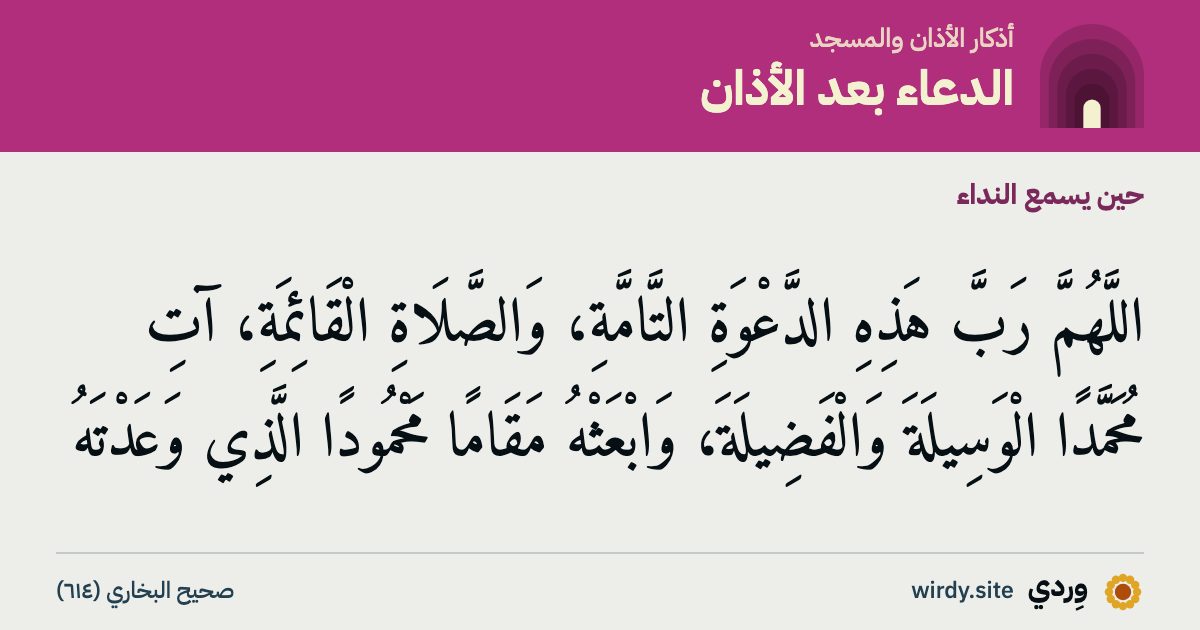 أذكار الأذان والمسجد
الدعاء بعد الأذان
حين يسمع النداء
اللَّهُمَّ رَبَّ هَذِهِ الدَّعْوَةِ التَّامَّةِ، وَالصَّلَاةِ الْقَائِمَةِ، آتِ
مُحَمَّدًا الْوَسِيلَةَ وَالْفَضِيلَةَ، وَابْعَثْهُ مَقَامًا مَحْمُودًا الَّذِي وَعَدْتَهُ
وِردي wirdy.site
صحيح البخاري (٦١٤)